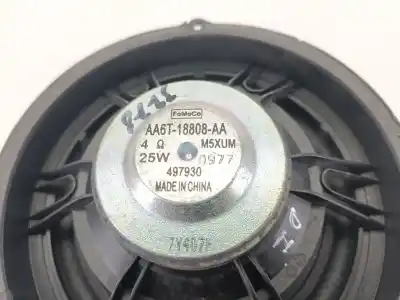 FoMoCo
AA6T-18808-AA
4 Ω M5XUM
25W 0977
497930
MADE IN CHINA